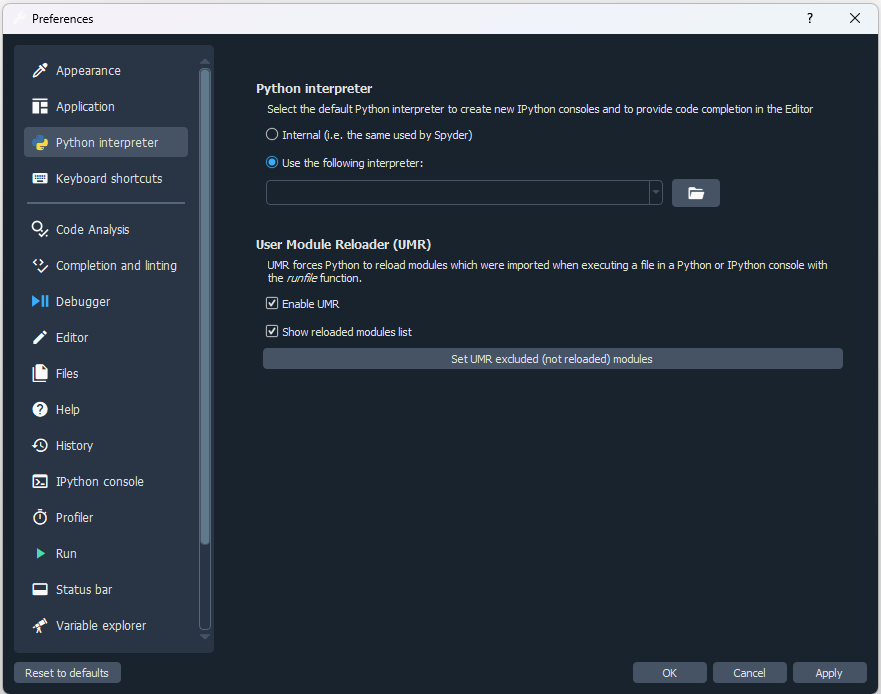 Preferences
?
Appearance
Application
Python interpreter
Keyboard shortcuts
Code Analysis
Completion and linting
Debugger
Editor
Files
Help
History
IPython console
Profiler
Run
Status bar
Variable explorer
Python interpreter
Select the default Python interpreter to create new IPython consoles and to provide code completion in the Editor
Internal (i.e. the same used by Spyder)
Use the following interpreter:
User Module Reloader (UMR)
UMR forces Python to reload modules which were imported when executing a file in a Python or IPython console with
the runfile function.
Enable UMR
Show reloaded modules list
Set UMR excluded (not reloaded) modules
Reset to defaults
OK
Cancel
Apply